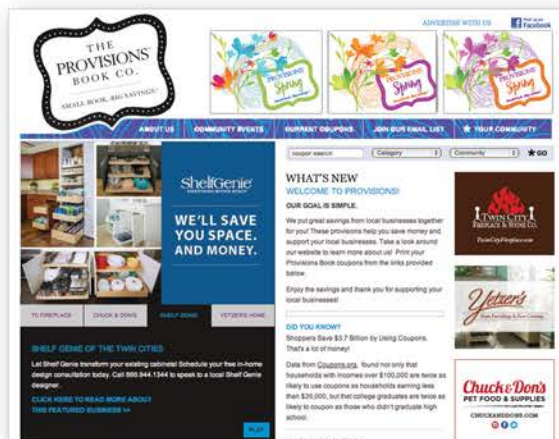 ADVERTISE WITH US
Find us on
Facebook
THE
PROVISIONS
BOOK CO.
SMALL BOOK, BIG SAVINGS.
PROVISIONS
Spring
PROVISIONS
Spring
PROVISIONS
Spring
ABOUT US
COMMUNITY EVENTS
CURRENT COUPONS
JOIN OUR EMAIL LIST
YOUR COMMUNITY
coupon search
Category
Community
GO
ShelfGenie
WE'LL SAVE
YOU SPACE.
AND MONEY.
TC FIREPLACE
CHUCK & DON'S
SHELF GENIE
YETZER'S HOME
SHELF GENIE OF THE TWIN CITIES
Let Shelf Genie transform your existing cabinets! Schedule your free in-home
design consultation today. Call 866.944.1344 to speak to a local Shelf Genie
designer.
CLICK HERE TO READ MORE ABOUT
THIS FEATURED BUSINESS >>
PLAY
WHAT'S NEW
WELCOME TO PROVISIONS!
OUR GOAL IS SIMPLE.
We put great savings from local businesses together
for you! These provisions help you save money and
support your local businesses. Take a look around
our website to learn more about us! Print your
Provisions Book coupons from the links provided
below.
Enjoy the savings and thank you for supporting your
local businesses!
DID YOU KNOW?
Shoppers Save $3.7 Billion by Using Coupons.
That's a lot of money!
Data from Coupons.org, found not only that
households with incomes over $100,000 are twice as
likely to use coupons as households earning less
than $35,000, but that college graduates are twice as
likely to coupon as those who didn't graduate high
school.
TWIN CITY
FIREPLACE & STONE CO.
TwinCityFireplace.com
Yetzer's
Home Furnishings & Floor Covering
Chuck & Don's
PET FOOD & SUPPLIES
CHUCKANDDONS.COM